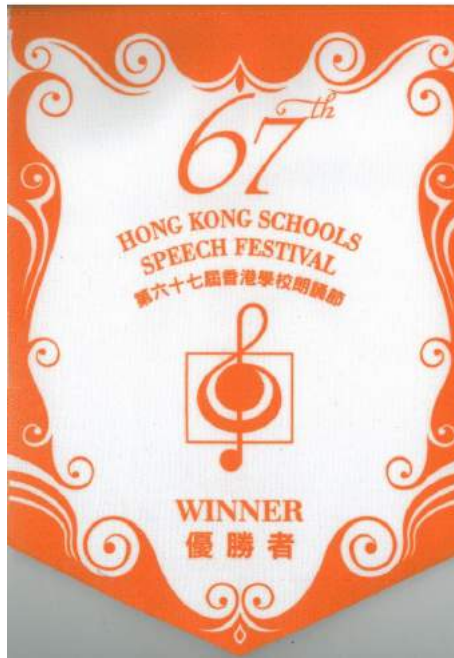 67th
HONG KONG SCHOOLS
SPEECH FESTIVAL
第六十七屆香港學校朗誦節
WINNER
優勝者